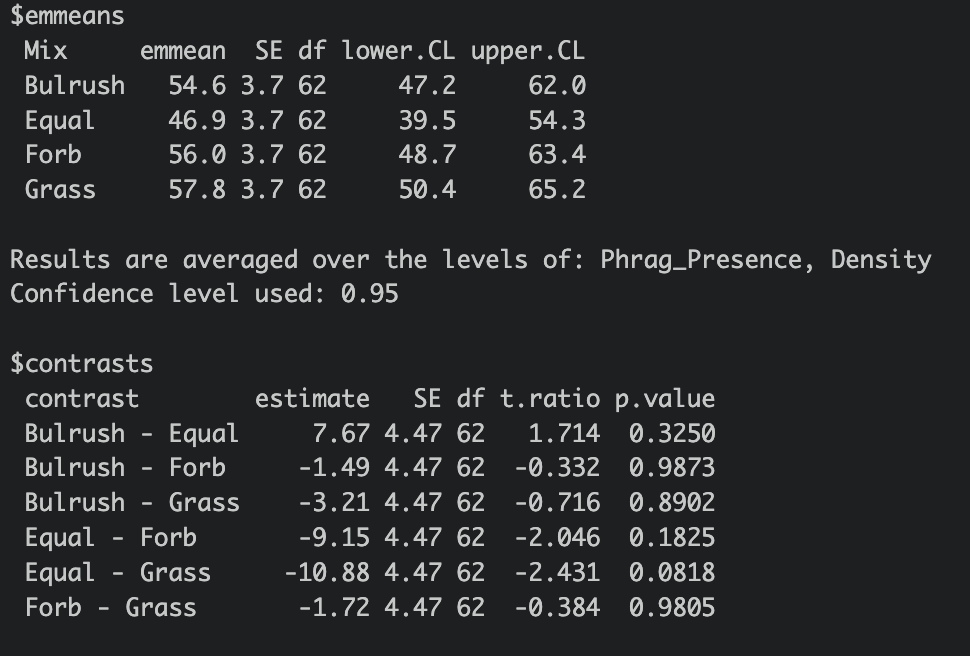 $emmeans
Mix emmean SE df lower.CL upper.CL
Bulrush 54.6 3.7 62 47.2 62.0
Equal 46.9 3.7 62 39.5 54.3
Forb 56.0 3.7 62 48.7 63.4
Grass 57.8 3.7 62 50.4 65.2
Results are averaged over the levels of: Phrag_Presence, Density
Confidence level used: 0.95
$contrasts
contrast estimate SE df t.ratio p.value
Bulrush - Equal 7.67 4.47 62 1.714 0.3250
Bulrush - Forb -1.49 4.47 62 -0.332 0.9873
Bulrush - Grass -3.21 4.47 62 -0.716 0.8902
Equal - Forb -9.15 4.47 62 -2.046 0.1825
Equal - Grass -10.88 4.47 62 -2.431 0.0818
Forb - Grass -1.72 4.47 62 -0.384 0.9805